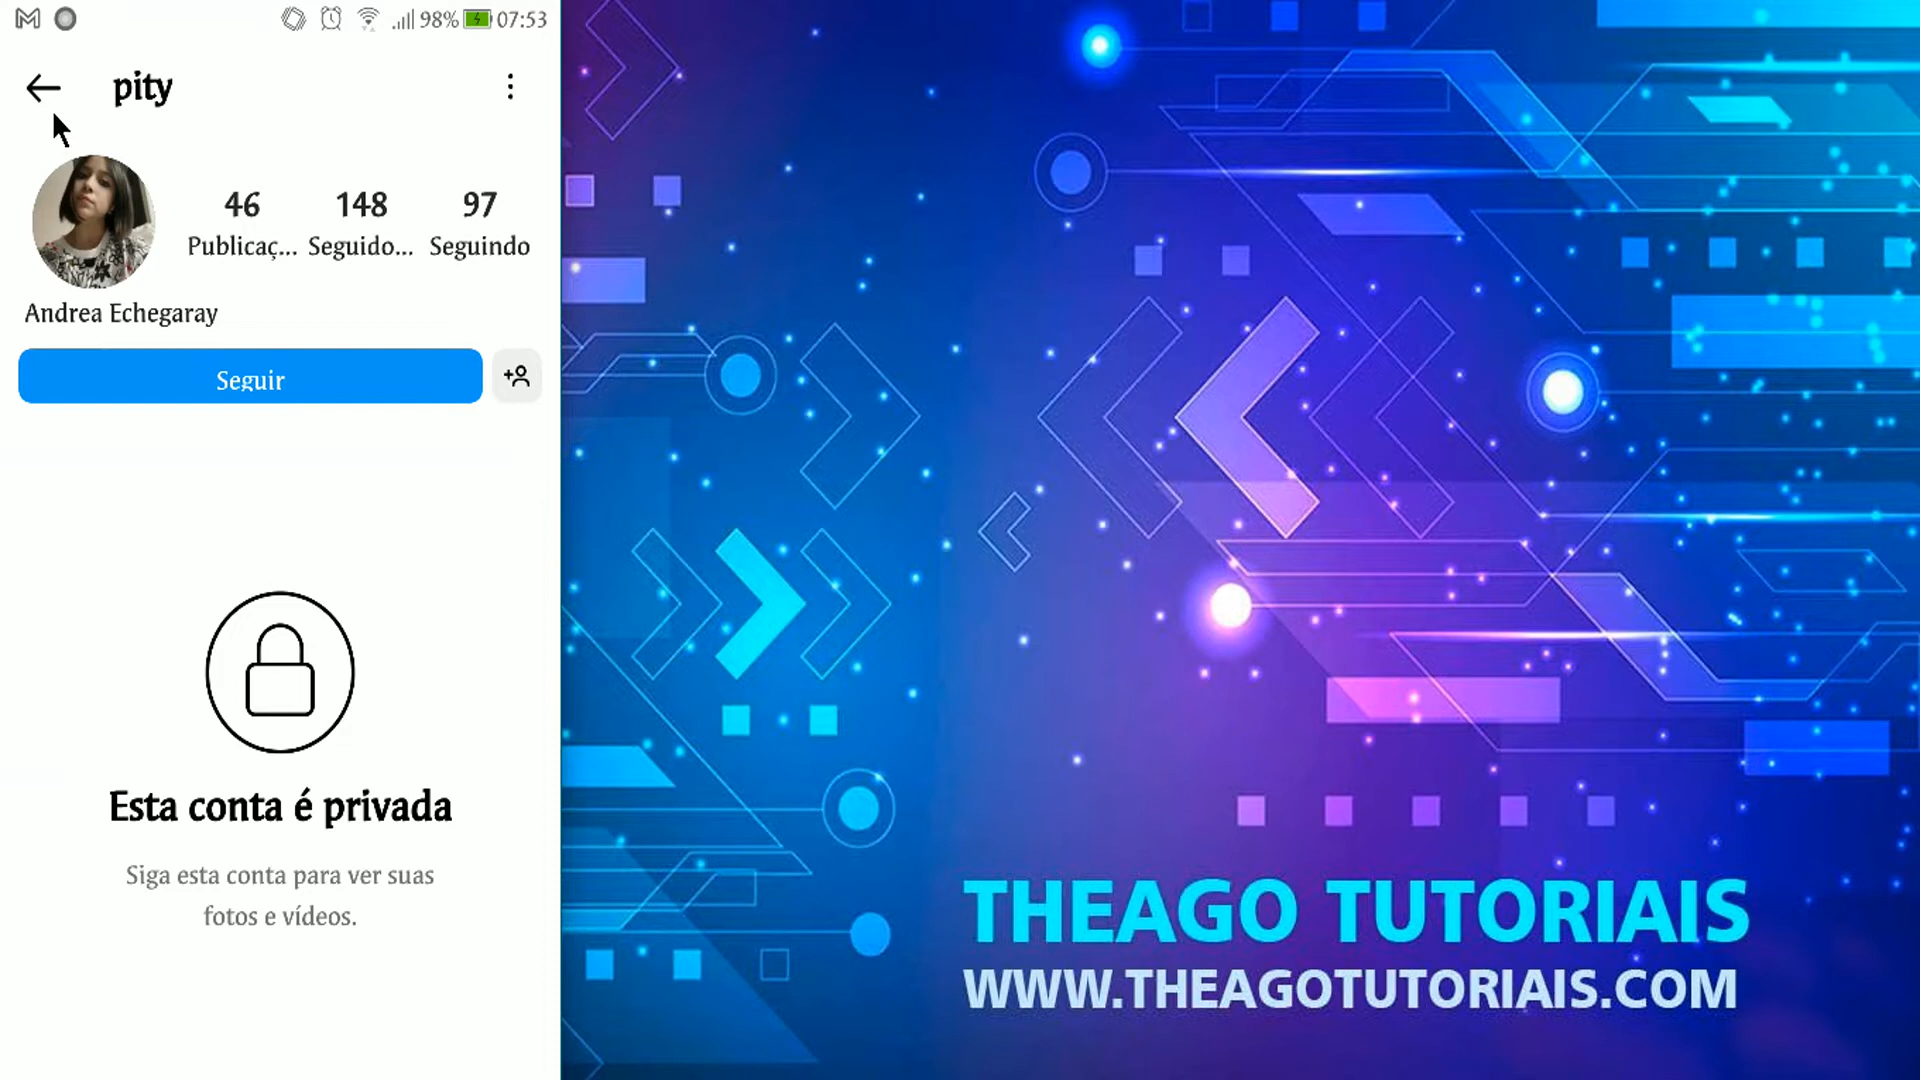 98% 07:53
pity
46 148 97
Publicaç... Seguido... Seguindo
Andrea Echegaray
Seguir
Esta conta é privada
Siga esta conta para ver suas
fotos e vídeos.
THEAGO TUTORIAIS
WWW.THEAGOTUTORIAIS.COM